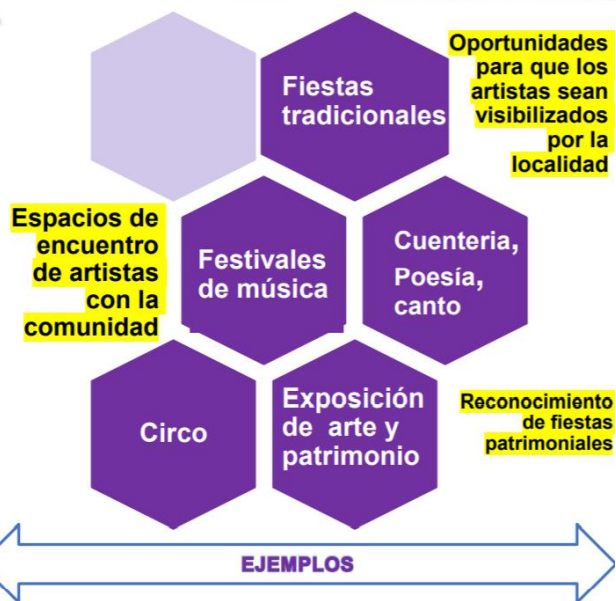 Fiestas
tradicionales
Oportunidades
para que los
artistas sean
visibilizados
por la
localidad
Espacios de
encuentro
de artistas
con la
comunidad
Festivales
de música
Cuenteria,
Poesía,
canto
Circo
Exposición
de arte y
patrimonio
Reconocimiento
de fiestas
patrimoniales
EJEMPLOS